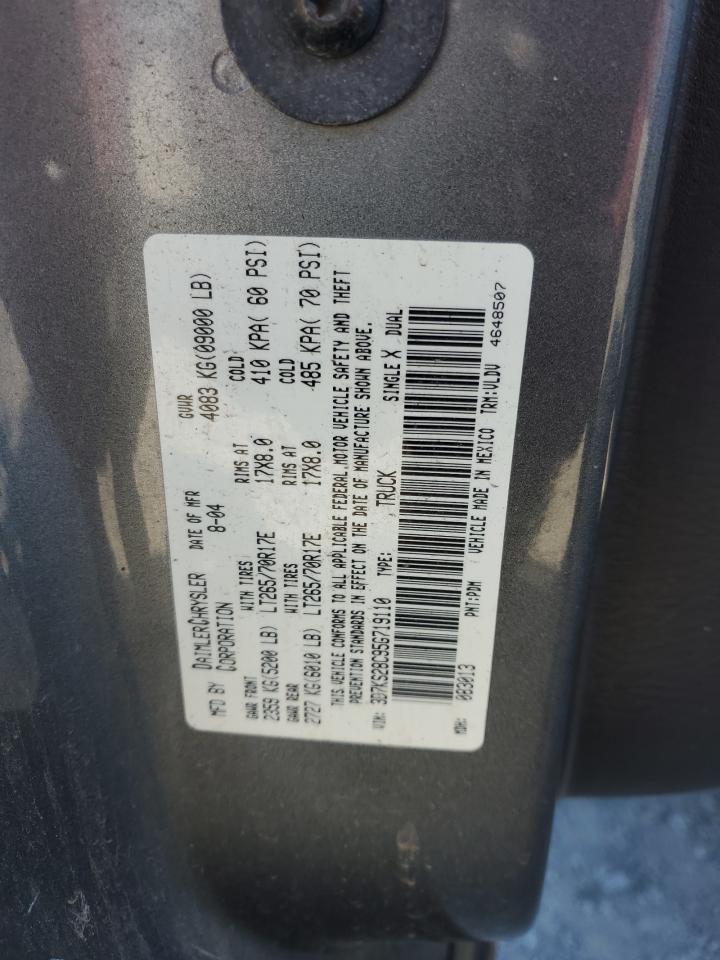 MFD BY DAIMLERCHRYSLER CORPORATION DATE OF MFR 8-04 GVWR 4083 KG(09000 LB)
GAWR FRONT WITH TIRES RIMS AT COLD
2359 KG(5200 LB) LT265/70R17E 17X8.0 410 KPA( 60 PSI)
GAWR REAR WITH TIRES RIMS AT COLD
2727 KG(6010 LB) LT265/70R17E 17X8.0 485 KPA( 70 PSI)
THIS VEHICLE CONFORMS TO ALL APPLICABLE FEDERAL MOTOR VEHICLE SAFETY AND THEFT
PREVENTION STANDARDS IN EFFECT ON THE DATE OF MANUFACTURE SHOWN ABOVE.
VIN: 3D7KS28C95G719110 TYPE: TRUCK SINGLE X DUAL
MDH: 083013 PNT:PDM VEHICLE MADE IN MEXICO TRM:VLDV 4648507